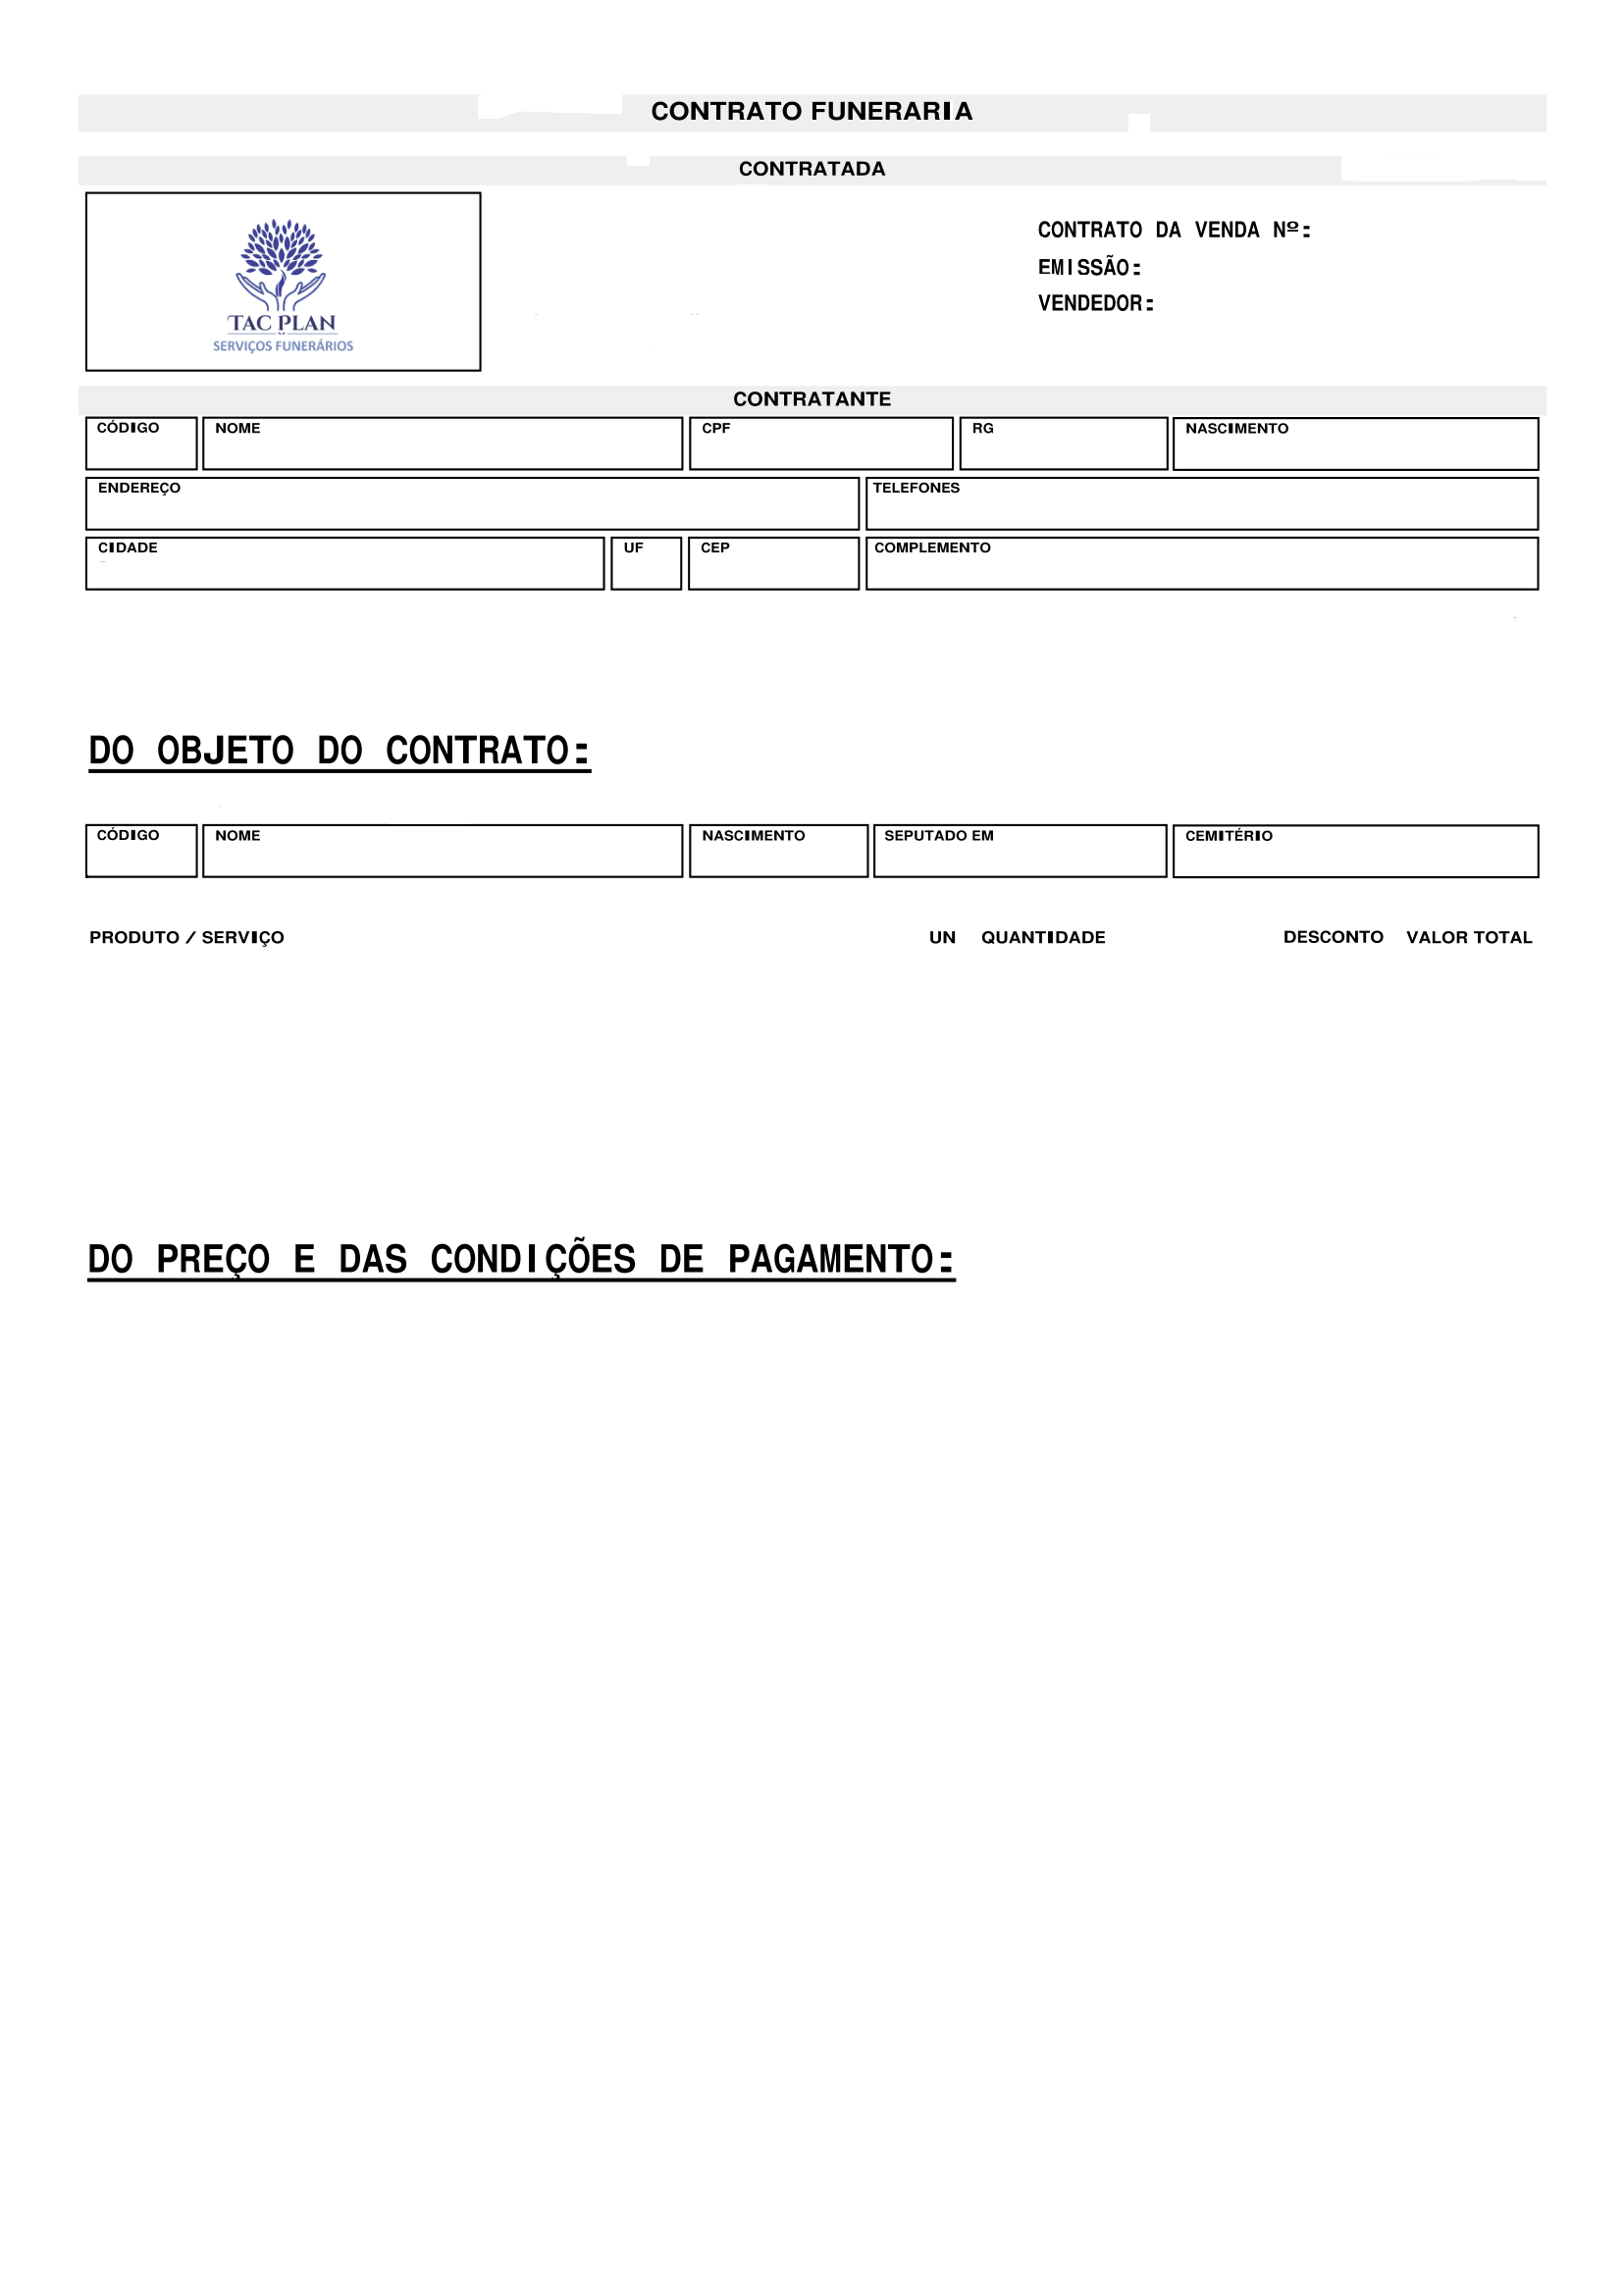 CONTRATO FUNERARIA
CONTRATADA
TAC PLAN
SERVIÇOS FUNERÁRIOS
CONTRATO DA VENDA Nº:
EMISSÃO:
VENDEDOR:
CONTRATANTE
CÓDIGO NOME CPF RG NASCIMENTO
ENDEREÇO TELEFONES
CIDADE UF CEP COMPLEMENTO
DO OBJETO DO CONTRATO:
CÓDIGO NOME NASCIMENTO SEPUTADO EM CEMITÉRIO
PRODUTO / SERVIÇO UN QUANTIDADE DESCONTO VALOR TOTAL
DO PREÇO E DAS CONDIÇÕES DE PAGAMENTO: